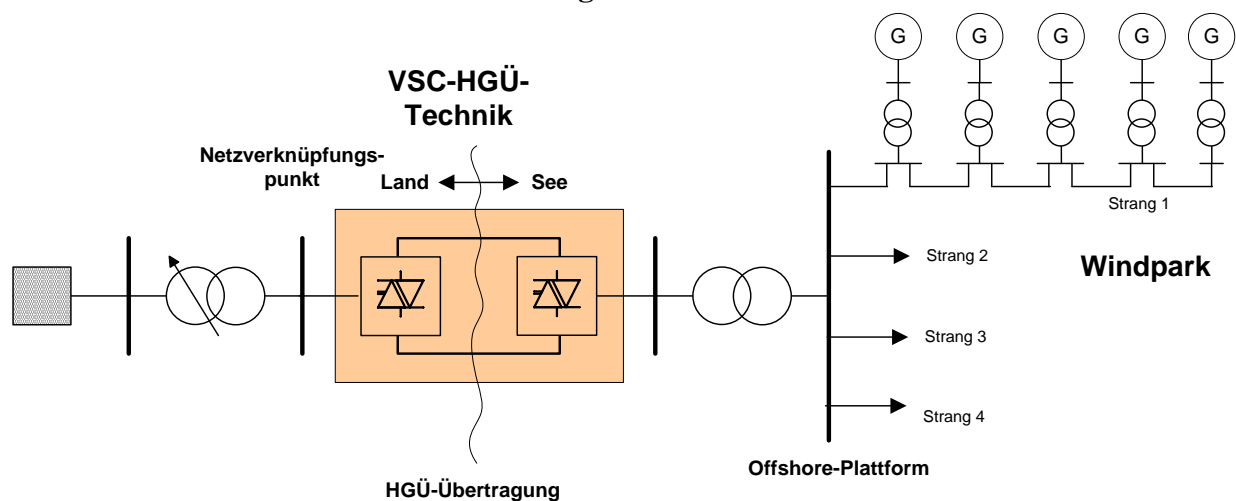 G G G G G
VSC-HGÜ-
Technik
Netzverknüpfungs-
punkt
Land See
Strang 1
Strang 2
Windpark
Strang 3
Strang 4
Offshore-Plattform
HGÜ-Übertragung